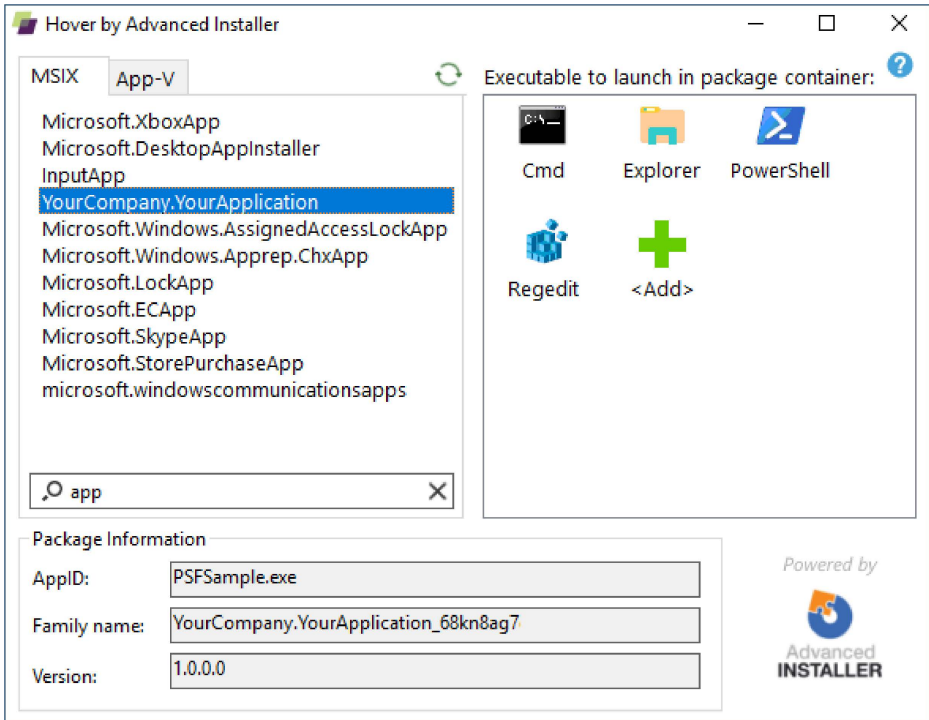 Hover by Advanced Installer
MSIX
App-V
Executable to launch in package container:
?
Microsoft.XboxApp
Microsoft.DesktopAppInstaller
InputApp
YourCompany.YourApplication
Microsoft.Windows.AssignedAccessLockApp
Microsoft.Windows.Apprep.ChxApp
Microsoft.LockApp
Microsoft.ECApp
Microsoft.SkypeApp
Microsoft.StorePurchaseApp
microsoft.windowscommunicationsapps
app
C:\
Cmd
Explorer
PowerShell
Regedit
<Add>
Package Information
AppID:
PSFSample.exe
Family name:
YourCompany.YourApplication_68kn8ag7
Version:
1.0.0.0
Powered by
Advanced
INSTALLER